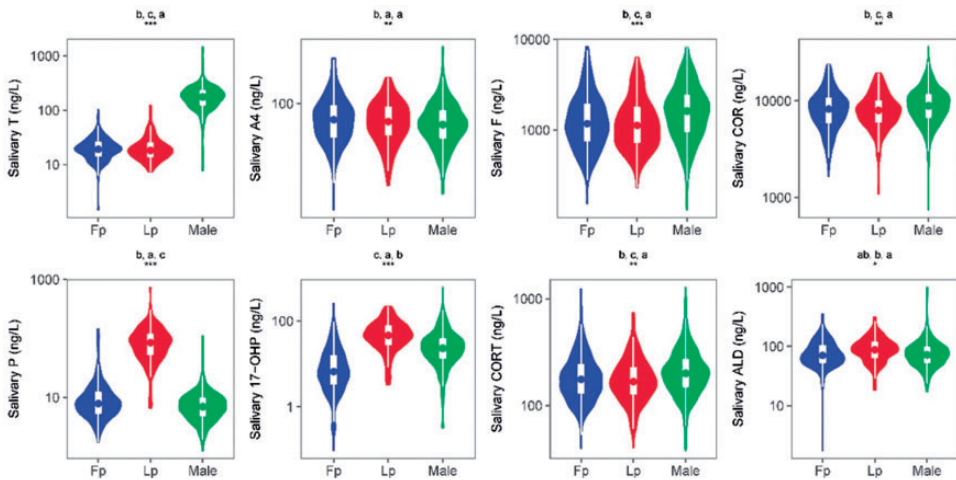 b, c, a
***
Salivary T (ng/L)
1000
100
10
Fp Lp Male
b, a, a
**
Salivary A4 (ng/L)
100
Fp Lp Male
b, c, a
***
Salivary F (ng/L)
10000
1000
Fp Lp Male
b, c, a
**
Salivary COR (ng/L)
10000
1000
Fp Lp Male
b, a, c
***
Salivary P (ng/L)
1000
10
Fp Lp Male
c, a, b
***
Salivary 17-OHP (ng/L)
100
1
Fp Lp Male
b, c, a
**
Salivary CORT (ng/L)
1000
100
Fp Lp Male
ab, b, a
*
Salivary ALD (ng/L)
1000
100
10
Fp Lp Male